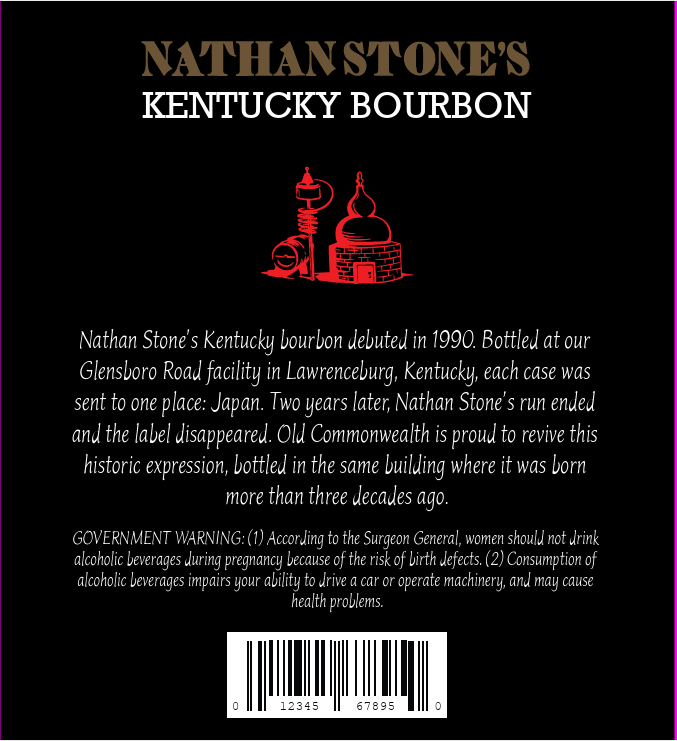 NATHAN STONE'S
KENTUCKY BOURBON
Nathan Stone's Kentucky bourbon debuted in 1990. Bottled at our
Glensboro Road facility in Lawrenceburg, Kentucky, each case was
sent to one place: Japan. Two years later, Nathan Stone's run ended
and the label disappeared. Old Commonwealth is proud to revive this
historic expression, bottled in the same building where it was born
more than three decades ago.
GOVERNMENT WARNING: (1) According to the Surgeon General, women should not drink
alcoholic beverages during pregnancy because of the risk of birth defects. (2) Consumption of
alcoholic beverages impairs your ability to drive a car or operate machinery, and may cause
health problems.
0 12345 67895 0